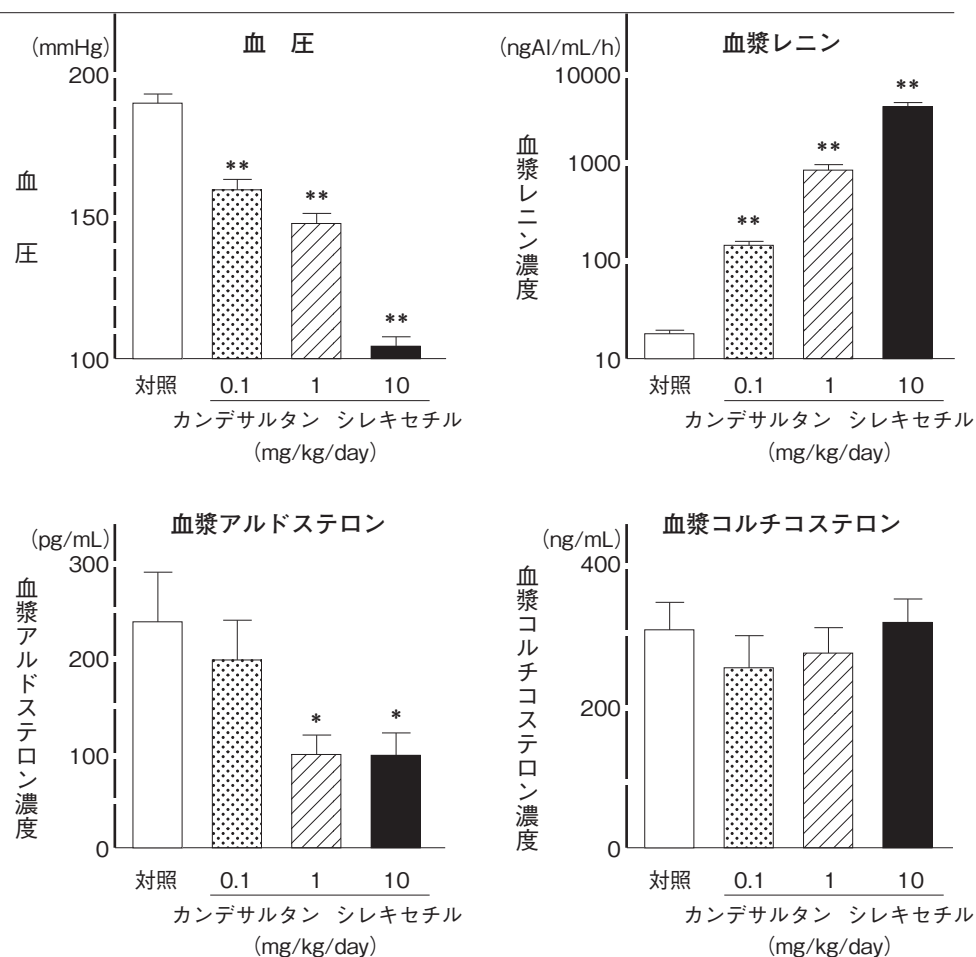 血 圧
(mmHg)
200
150
100
血 圧
**
**
**
対照 0.1 1 10
カンデサルタン シレキセチル
(mg/kg/day)
血漿レニン
(ngAI/mL/h)
10000
1000
100
10
血漿レニン濃度
**
**
**
対照 0.1 1 10
カンデサルタン シレキセチル
(mg/kg/day)
血漿アルドステロン
(pg/mL)
300
200
100
0
血漿アルドステロン濃度
*
*
対照 0.1 1 10
カンデサルタン シレキセチル
(mg/kg/day)
血漿コルチコステロン
(ng/mL)
400
200
0
血漿コルチコステロン濃度
対照 0.1 1 10
カンデサルタン シレキセチル
(mg/kg/day)